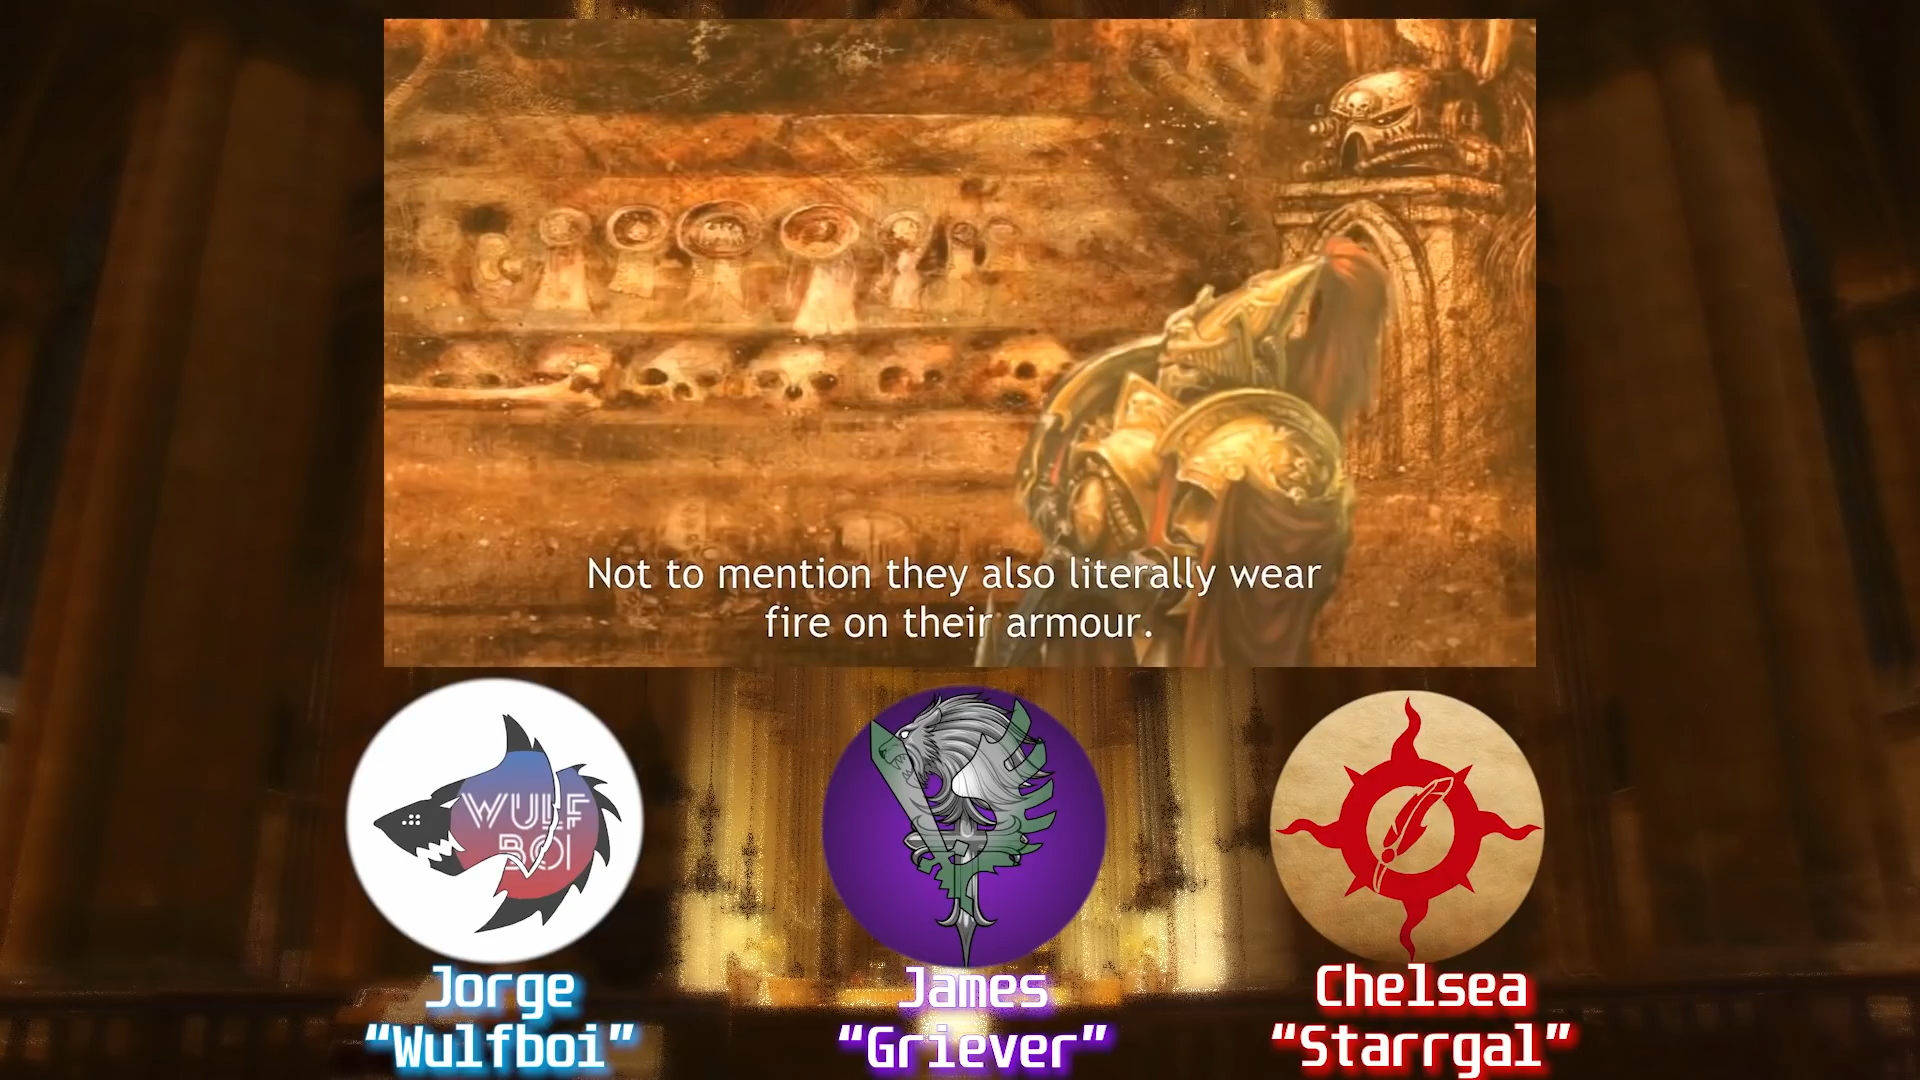 Not to mention they also literally wear
fire on their armour.
WULF
BOI
Jorge
“Wulfboi”
James
“Griever”
Chelsea
“Starrgal”